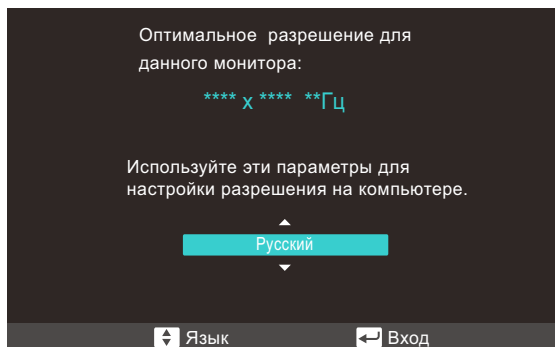 Оптимальное разрешение для
данного монитора:
**** x **** **Гц
Используйте эти параметры для
настройки разрешения на компьютере.
Русский
Язык Вход